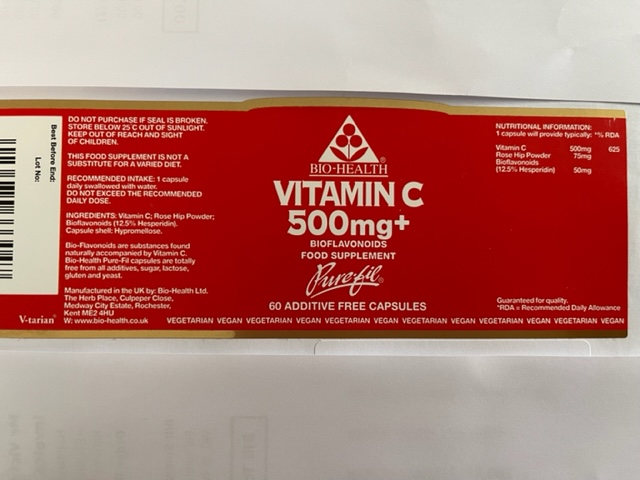 Best Before End:
Lot No:
V-tarian
DO NOT PURCHASE IF SEAL IS BROKEN.
STORE BELOW 25°C OUT OF SUNLIGHT.
KEEP OUT OF REACH AND SIGHT
OF CHILDREN.
THIS FOOD SUPPLEMENT IS NOT A
SUBSTITUTE FOR A VARIED DIET.
RECOMMENDED INTAKE: 1 capsule
daily swallowed with water.
DO NOT EXCEED THE RECOMMENDED
DAILY DOSE.
INGREDIENTS: Vitamin C; Rose Hip Powder;
Bioflavonoids (12.5% Hesperidin).
Capsule shell: Hypromellose.
Bio-Flavonoids are substances found
naturally accompanied by Vitamin C.
Bio-Health Pure-Fil capsules are totally
free from all additives, sugar, lactose,
gluten and yeast.
Manufactured in the UK by: Bio-Health Ltd.
The Herb Place, Culpeper Close,
Medway City Estate, Rochester,
Kent ME2 4HU
W: www.bio-health.co.uk
BIO-HEALTH®
VITAMIN C
500mg+
BIOFLAVONOIDS
FOOD SUPPLEMENT
Pure-fil®
60 ADDITIVE FREE CAPSULES
NUTRITIONAL INFORMATION:
1 capsule will provide typically: *% RDA
Vitamin C 500mg 625
Rose Hip Powder 75mg
Bioflavonoids
(12.5% Hesperidin) 50mg
Guaranteed for quality.
*RDA = Recommended Daily Allowance
VEGETARIAN VEGAN VEGETARIAN VEGAN VEGETARIAN VEGAN VEGETARIAN VEGAN VEGETARIAN VEGAN VEGETARIAN VEGAN VEGETARIAN VEGAN